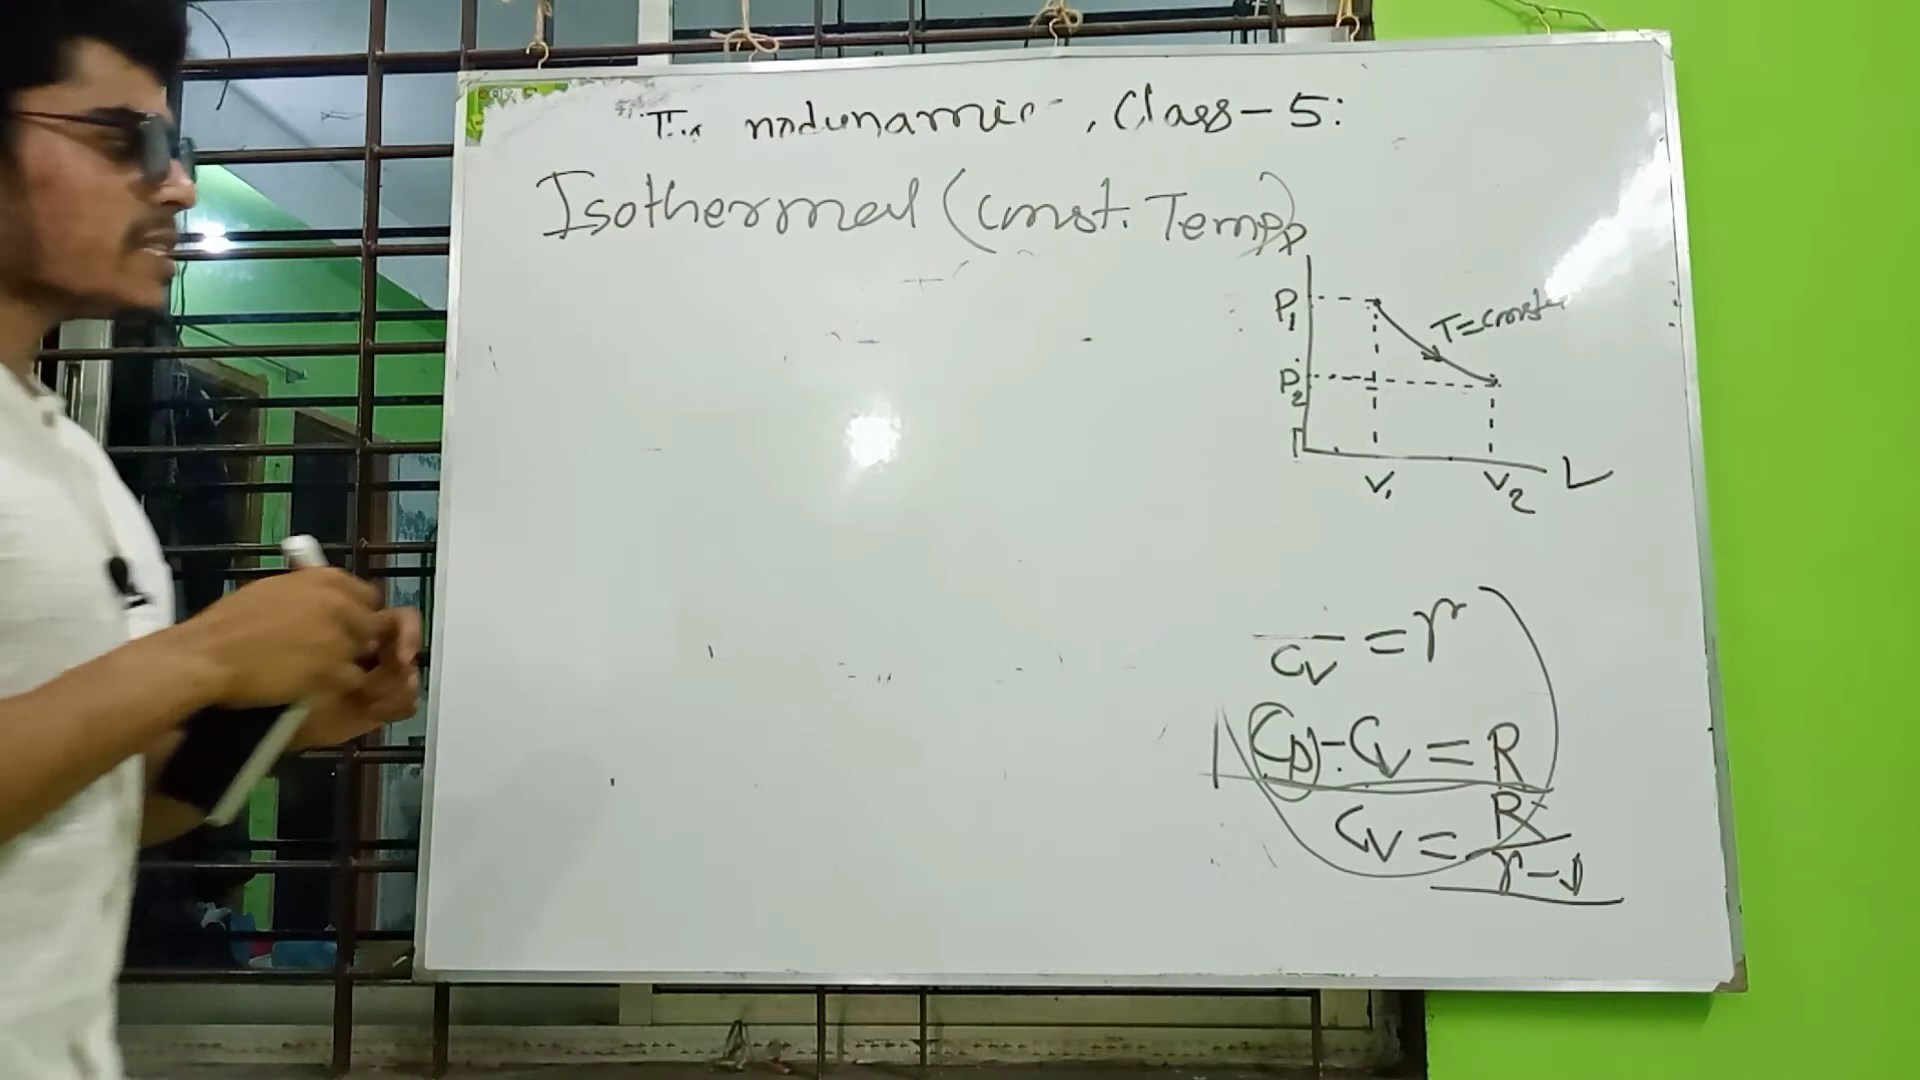 Class-5:
Isothermal (const. Temp)
P
P1
T=const.
P2
V1 V2
Cv = γ
Cp - Cv = R
Cv = R
γ-1